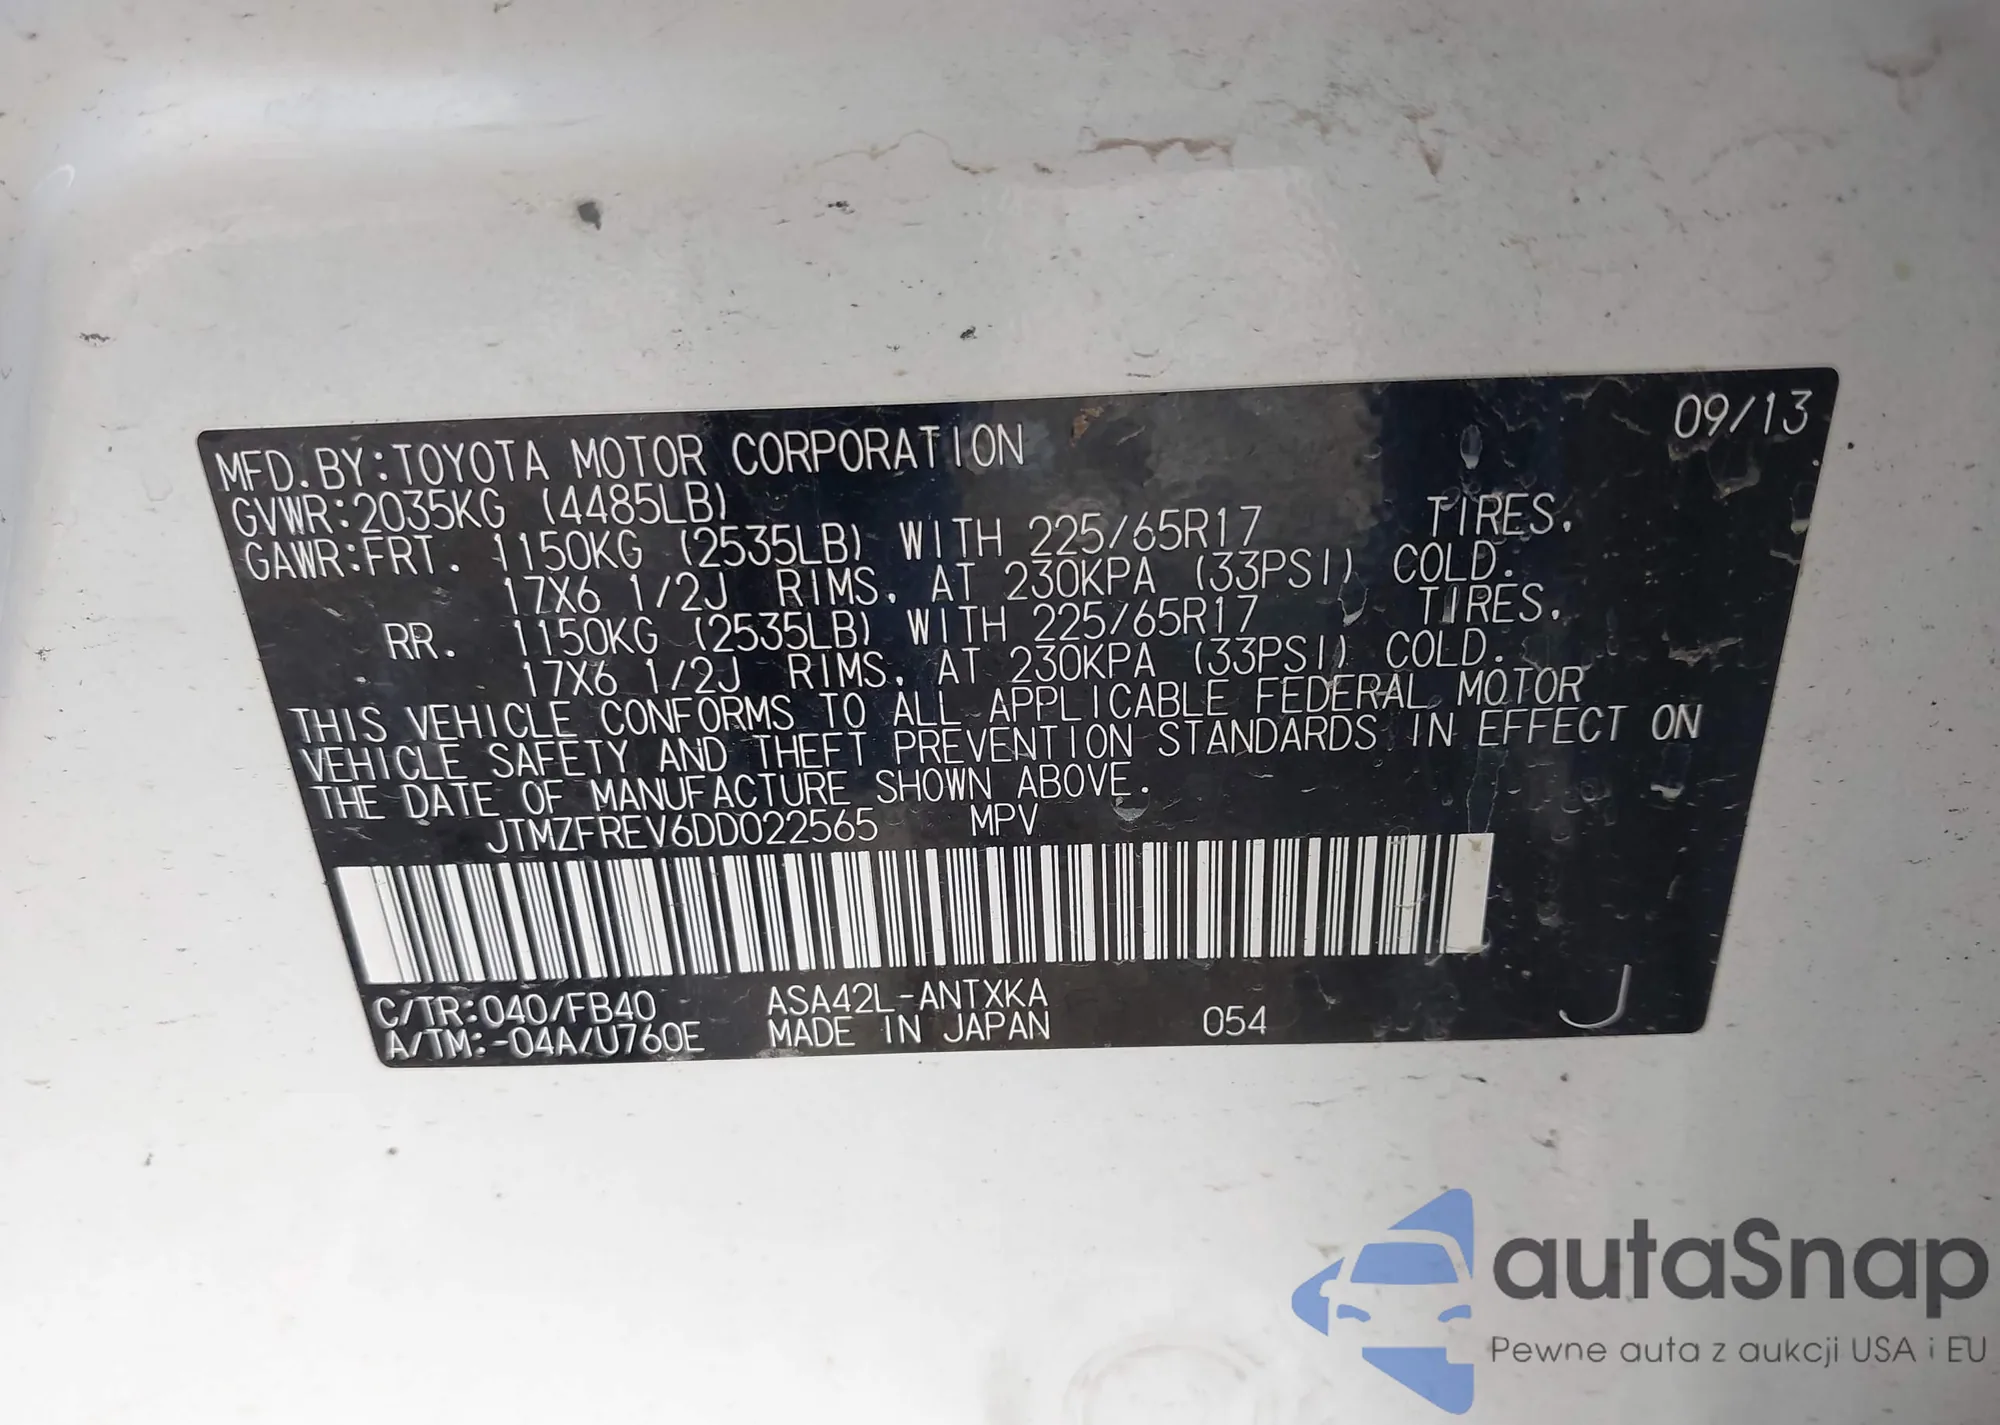 09/13
MFD. BY:TOYOTA MOTOR CORPORATION
GVWR:2035KG (4485LB)
GAWR:FRT. 1150KG (2535LB) WITH 225/65R17 TIRES,
17X6 1/2J RIMS, AT 230KPA (33PSI) COLD.
RR. 1150KG (2535LB) WITH 225/65R17 TIRES,
17X6 1/2J RIMS, AT 230KPA (33PSI) COLD.
THIS VEHICLE CONFORMS TO ALL APPLICABLE FEDERAL MOTOR
VEHICLE SAFETY AND THEFT PREVENTION STANDARDS IN EFFECT ON
THE DATE OF MANUFACTURE SHOWN ABOVE.
JTMZFREV6DD022565 MPV
C/TR:040/FB40 ASA42L-ANTXKA
A/TM:-04A/U760E MADE IN JAPAN 054 J
autaSnap
Pewne auta z aukcji USA i EU